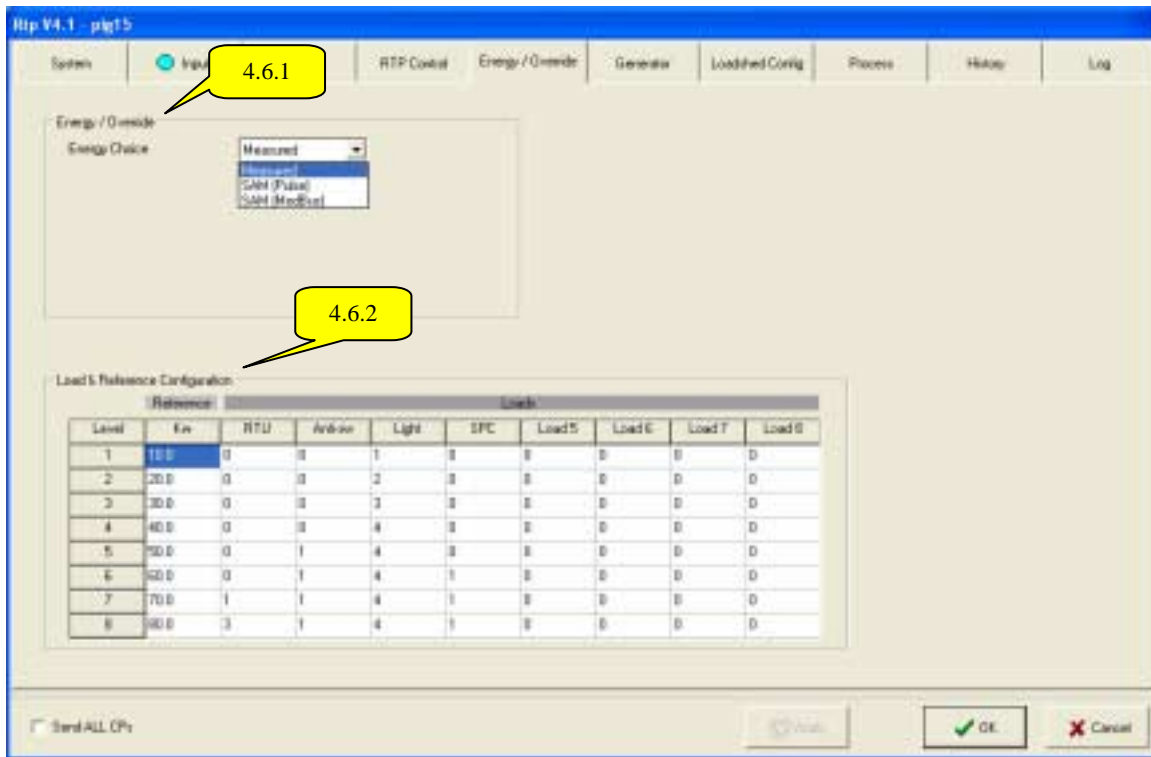 Rtp V4.1 - plg15
System Input RTP Control Energy / Override Generator Loadshed Config Process History Log
4.6.1
Energy / Override
Energy Choice Measured
Measured
SAM (Pulse)
SAM (ModBus)
4.6.2
Load & Reference Configuration
Reference Loads
Level Kw RTU Light SPC Load 5 Load 6 Load 7 Load 8
1 10.0 0 0 1 0 0 0 0 0
2 20.0 0 0 2 0 0 0 0 0
3 30.0 0 0 3 0 0 0 0 0
4 40.0 0 0 4 0 0 0 0 0
5 50.0 0 1 4 0 0 0 0 0
6 60.0 0 1 4 1 0 0 0 0
7 70.0 1 1 4 1 0 0 0 0
8 80.0 3 1 4 1 0 0 0 0
Send ALL CPs Apply OK Cancel